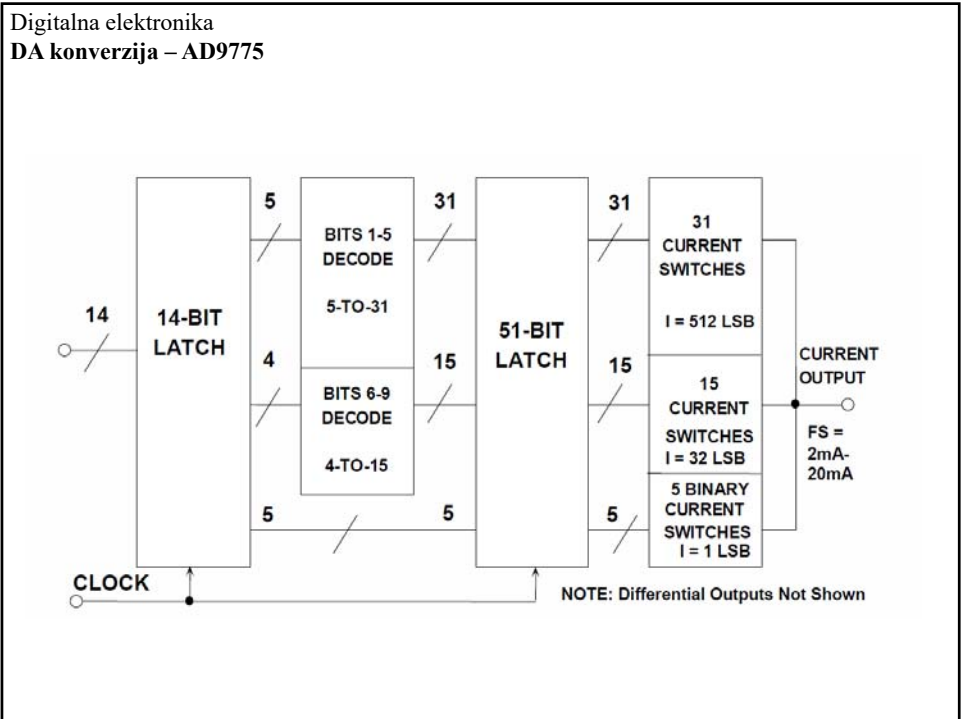 Digitalna elektronika
DA konverzija – AD9775
14
14-BIT
LATCH
5
BITS 1-5
DECODE
5-TO-31
31
4
BITS 6-9
DECODE
4-TO-15
15
5
5
51-BIT
LATCH
31
31
CURRENT
SWITCHES
I = 512 LSB
15
15
CURRENT
SWITCHES
I = 32 LSB
5
5 BINARY
CURRENT
SWITCHES
I = 1 LSB
CURRENT
OUTPUT
FS =
2mA-
20mA
CLOCK
NOTE: Differential Outputs Not Shown